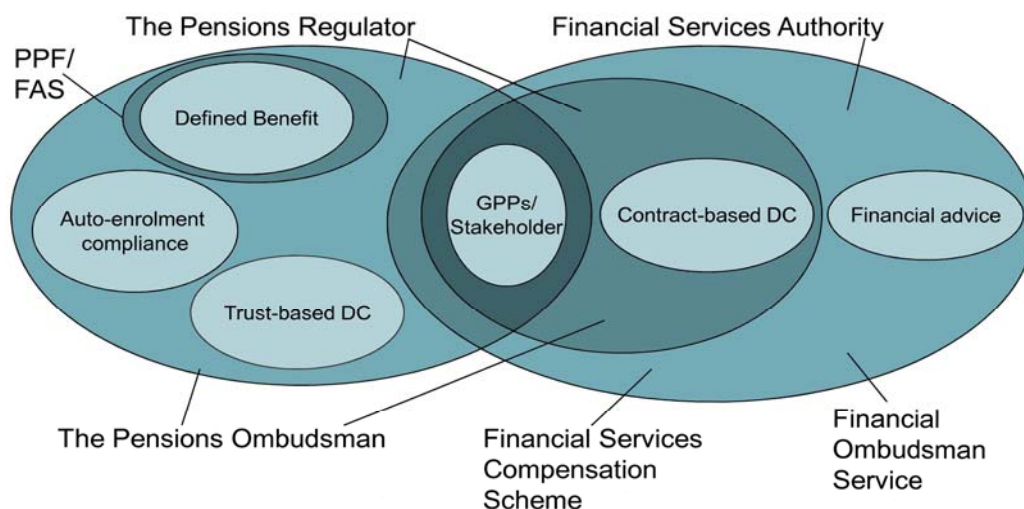 The Pensions Regulator
Financial Services Authority
PPF/
FAS
Defined Benefit
Auto-enrolment
compliance
Trust-based DC
GPPs/
Stakeholder
Contract-based DC
Financial advice
The Pensions Ombudsman
Financial Services
Compensation
Scheme
Financial
Ombudsman
Service